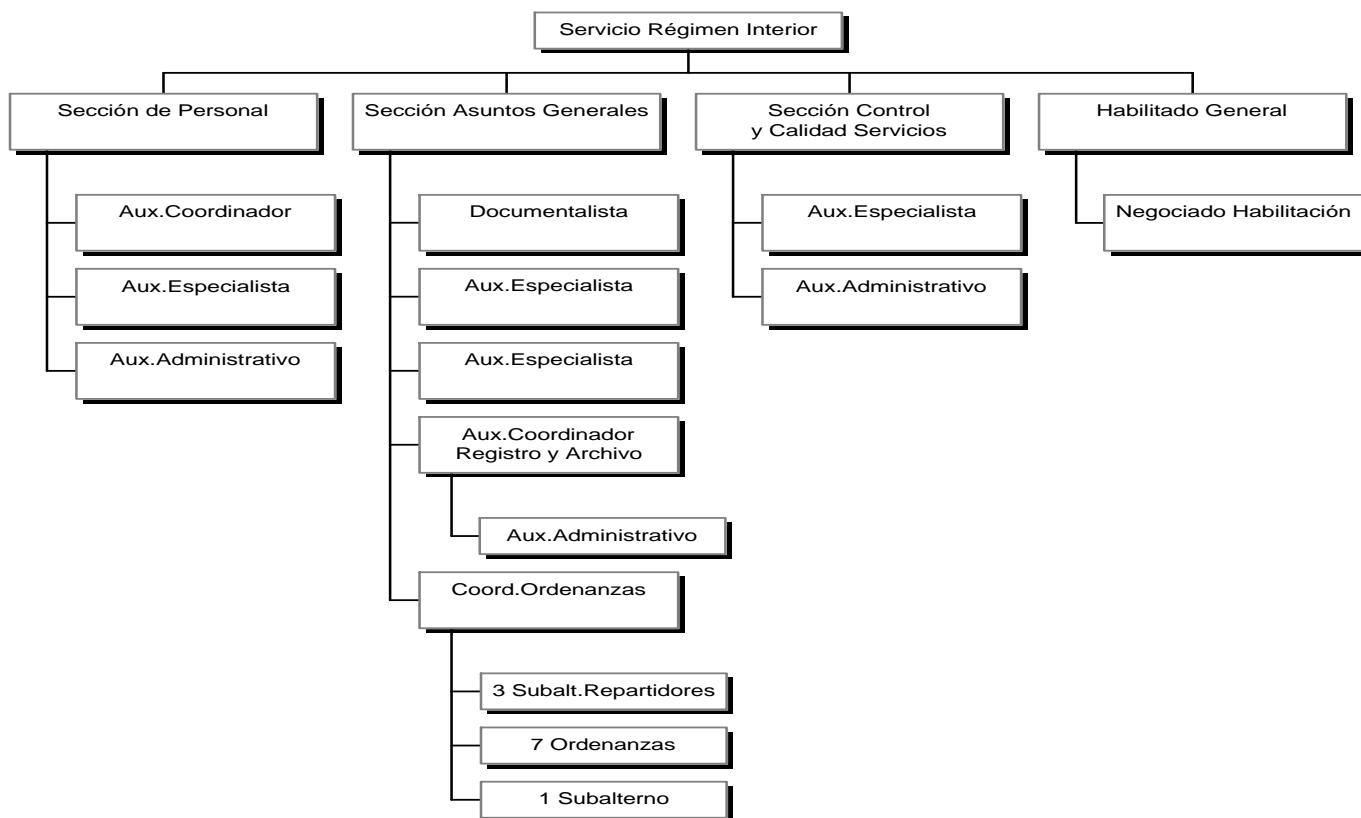 Servicio Régimen Interior
Sección de Personal
Aux.Coordinador
Aux.Especialista
Aux.Administrativo
Sección Asuntos Generales
Documentalista
Aux.Especialista
Aux.Especialista
Aux.Coordinador
Registro y Archivo
Aux.Administrativo
Coord.Ordenanzas
3 Subalt.Repartidores
7 Ordenanzas
1 Subalterno
Sección Control
y Calidad Servicios
Aux.Especialista
Aux.Administrativo
Habilitado General
Negociado Habilitación